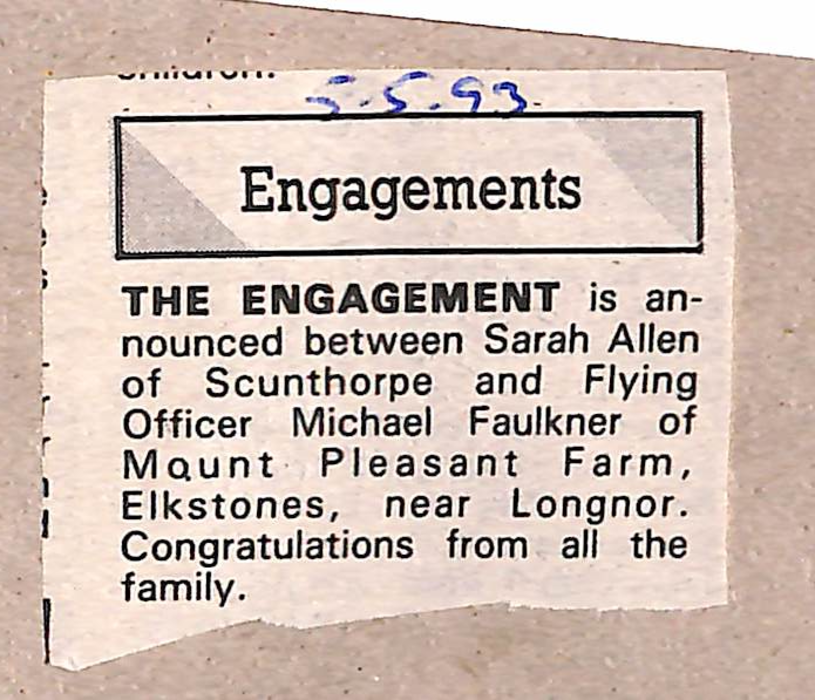 children.
5.5.93.
Engagements
THE ENGAGEMENT is an-
nounced between Sarah Allen
of Scunthorpe and Flying
Officer Michael Faulkner of
Mount Pleasant Farm,
Elkstones, near Longnor.
Congratulations from all the
family.